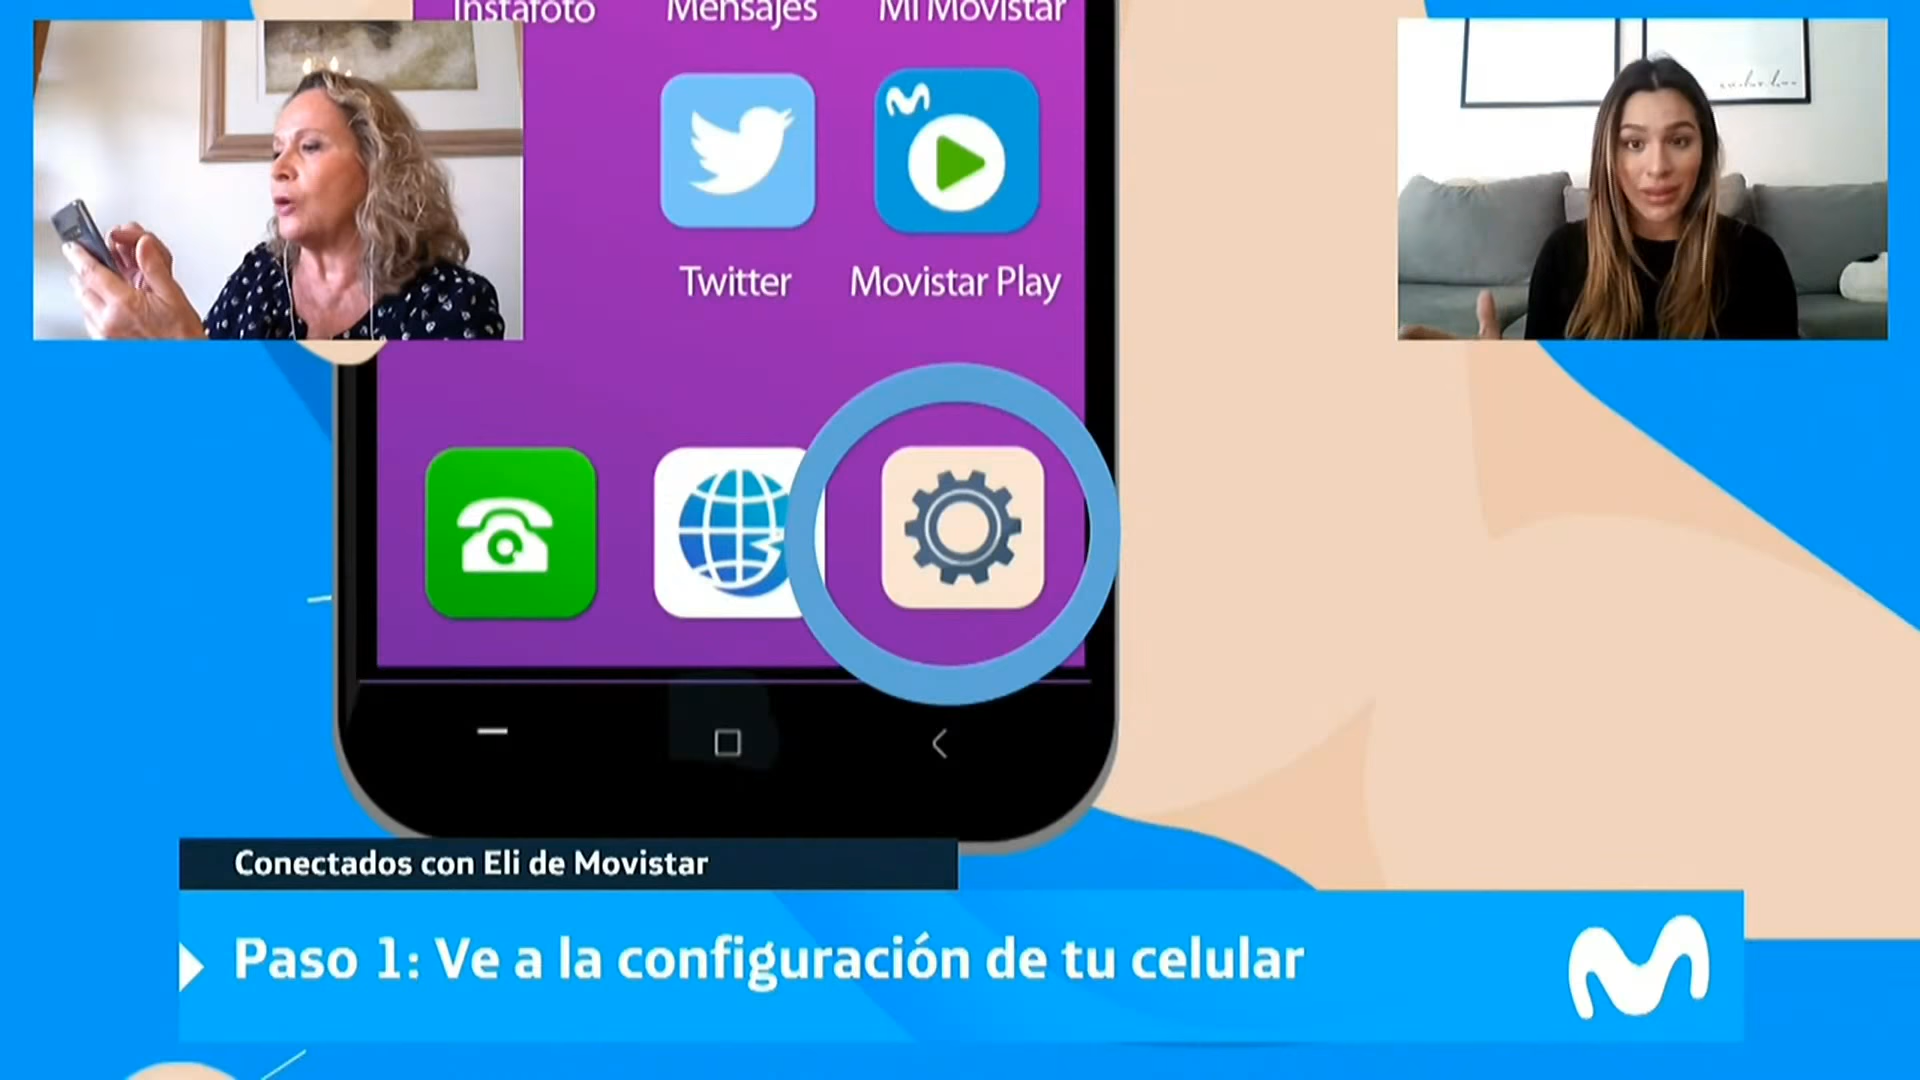 Instafoto Mensajes Mi Movistar
Twitter Movistar Play
Conectados con Eli de Movistar
Paso 1: Ve a la configuración de tu celular